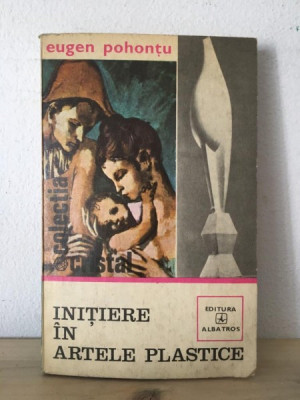 eugen pohonțu
colecția
cristal
INIȚIERE
ÎN
ARTELE PLASTICE
EDITURA
ALBATROS